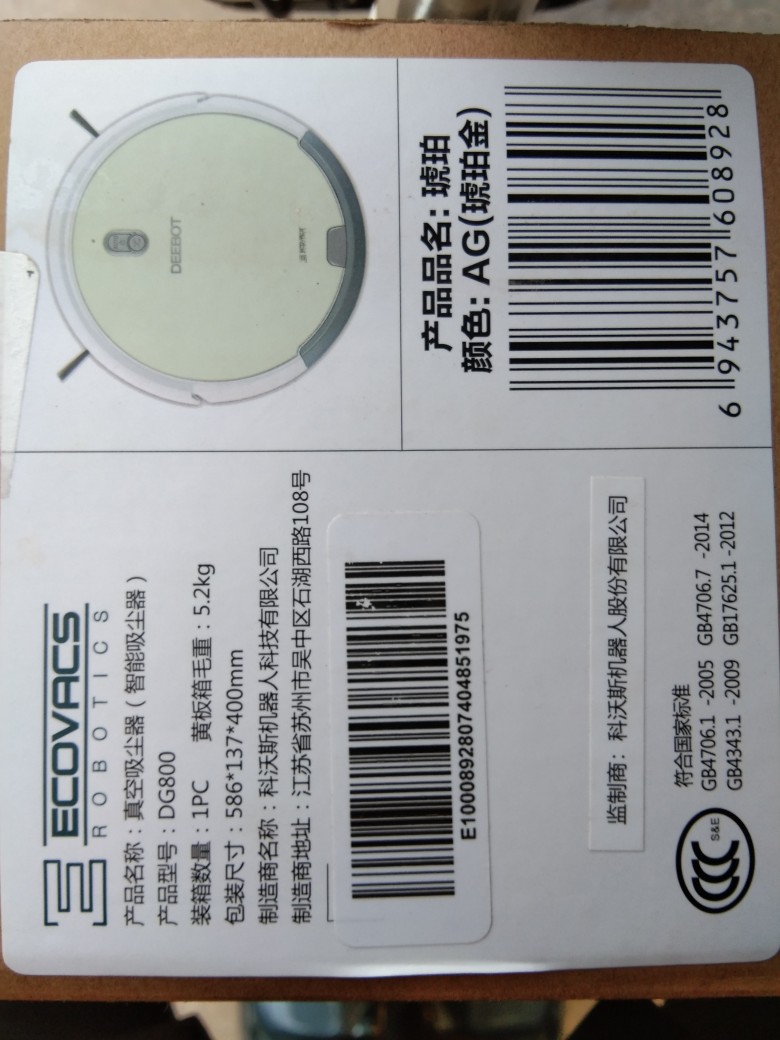 DEEBOT
产品品名: 琥珀
颜色: AG(琥珀金)
6 943757 608928
ECOVACS
ROBOTICS
产品名称：真空吸尘器（智能吸尘器）
产品型号：DG800
装箱数量：1PC 黄板箱毛重：5.2kg
包装尺寸：586*137*400mm
制造商名称：科沃斯机器人科技有限公司
制造商地址：江苏省苏州市吴中区石湖西路108号
E1000892807404851975
监制商：科沃斯机器人股份有限公司
符合国家标准
GB4706.1 -2005 GB4706.7 -2014
GB4343.1 -2009 GB17625.1 -2012
CCC S&E